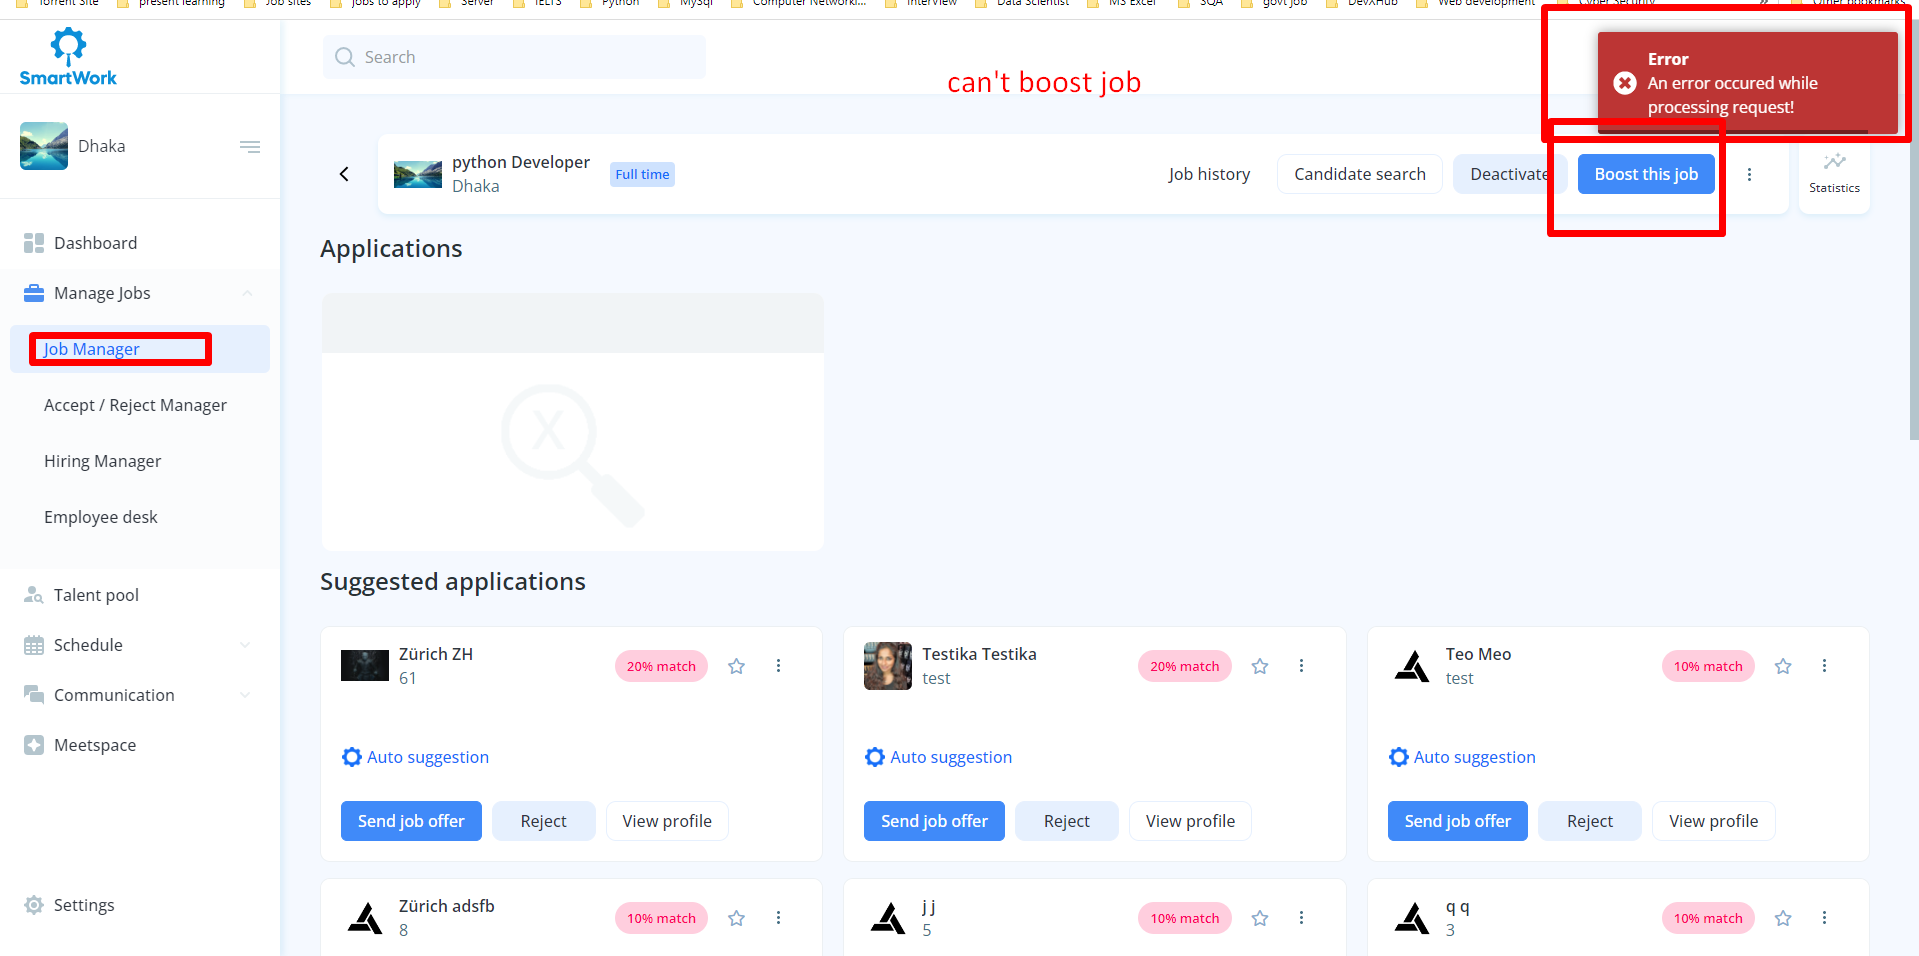 Torrent Site present learning Job sites jobs to apply Server IELTS Python MySql Computer Networki... InterView Data Scientist MS Excel SQA govt job DevXHub Web development Cyber Security » Other bookmarks
SmartWork
Search
can't boost job
Error
An error occured while
processing request!
Dhaka
python Developer
Dhaka
Full time
Job history
Candidate search
Deactivate
Boost this job
Statistics
Dashboard
Manage Jobs
Job Manager
Accept / Reject Manager
Hiring Manager
Employee desk
Talent pool
Schedule
Communication
Meetspace
Settings
Applications
X
Suggested applications
Zürich ZH
61
20% match
Auto suggestion
Send job offer
Reject
View profile
Testika Testika
test
20% match
Auto suggestion
Send job offer
Reject
View profile
Teo Meo
test
10% match
Auto suggestion
Send job offer
Reject
View profile
Zürich adsfb
8
10% match
j j
5
10% match
q q
3
10% match